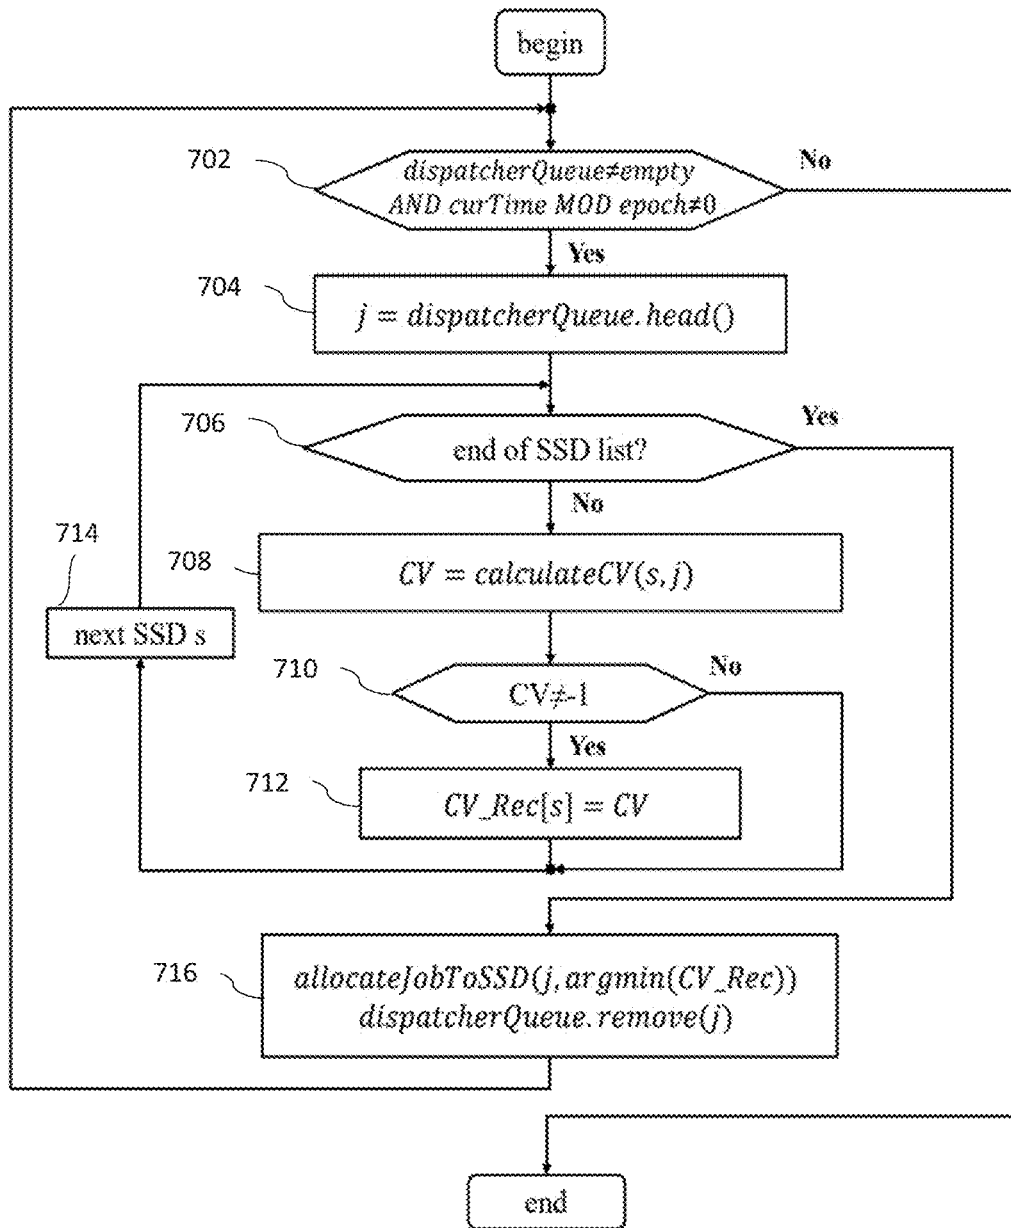 begin
702
dispatcherQueue≠empty
AND curTime MOD epoch≠0
No
Yes
704
j = dispatcherQueue.head()
706
end of SSD list?
Yes
No
714
next SSD s
708
CV = calculateCV(s,j)
710
CV≠-1
No
Yes
712
CV_Rec[s] = CV
716
allocateJobToSSD(j,argmin(CV_Rec))
dispatcherQueue.remove(j)
end